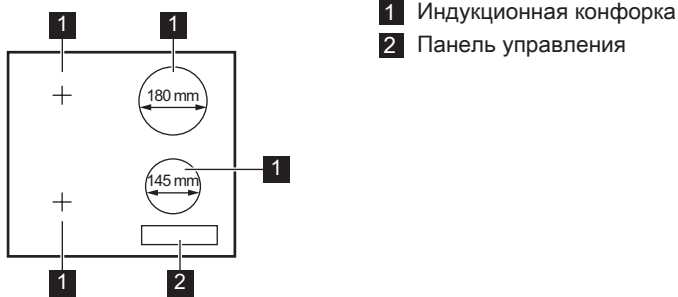 1 1
180 mm
145 mm
1
1 2
1 Индукционная конфорка
2 Панель управления